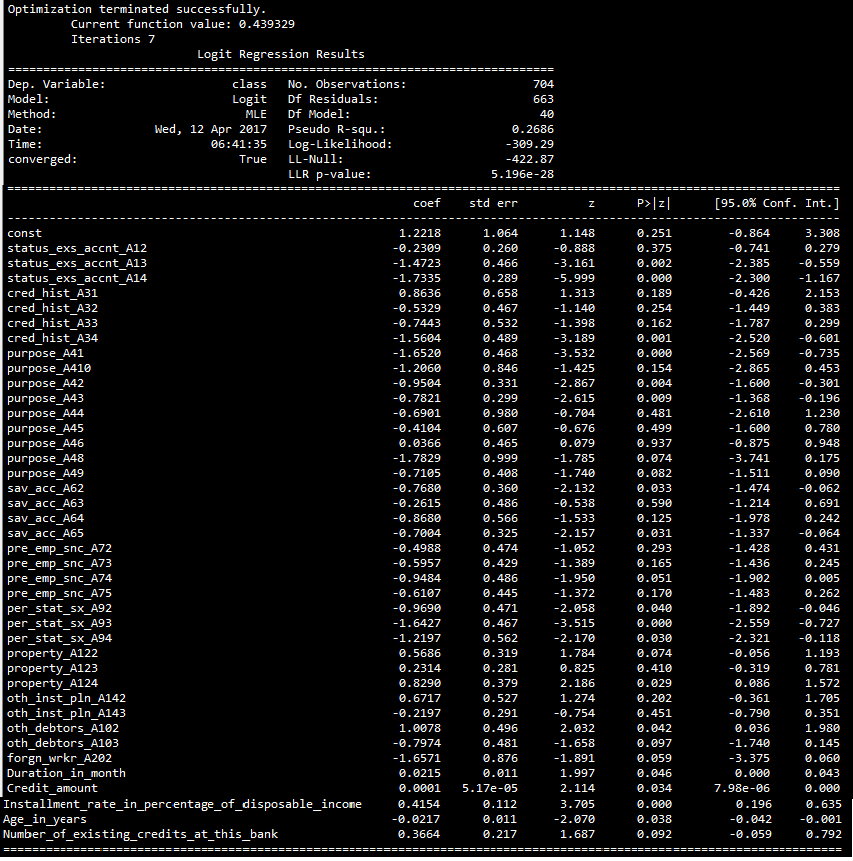 Optimization terminated successfully.
Current function value: 0.439329
Iterations 7
Logit Regression Results
==============================================================================
Dep. Variable: class No. Observations: 704
Model: Logit Df Residuals: 663
Method: MLE Df Model: 40
Date: Wed, 12 Apr 2017 Pseudo R-squ.: 0.2686
Time: 06:41:35 Log-Likelihood: -309.29
converged: True LL-Null: -422.87
LLR p-value: 5.196e-28
==============================================================================
coef std err z P>|z| [95.0% Conf. Int.]
------------------------------------------------------------------------------
const 1.2218 1.064 1.148 0.251 -0.864 3.308
status_exs_accnt_A12 -0.2309 0.260 -0.888 0.375 -0.741 0.279
status_exs_accnt_A13 -1.4723 0.466 -3.161 0.002 -2.385 -0.559
status_exs_accnt_A14 -1.7335 0.289 -5.999 0.000 -2.300 -1.167
cred_hist_A31 0.8636 0.658 1.313 0.189 -0.426 2.153
cred_hist_A32 -0.5329 0.467 -1.140 0.254 -1.449 0.383
cred_hist_A33 -0.7443 0.532 -1.398 0.162 -1.787 0.299
cred_hist_A34 -1.5604 0.489 -3.189 0.001 -2.520 -0.601
purpose_A41 -1.6520 0.468 -3.532 0.000 -2.569 -0.735
purpose_A410 -1.2060 0.846 -1.425 0.154 -2.865 0.453
purpose_A42 -0.9504 0.331 -2.867 0.004 -1.600 -0.301
purpose_A43 -0.7821 0.299 -2.615 0.009 -1.368 -0.196
purpose_A44 -0.6901 0.980 -0.704 0.481 -2.610 1.230
purpose_A45 -0.4104 0.607 -0.676 0.499 -1.600 0.780
purpose_A46 0.0366 0.465 0.079 0.937 -0.875 0.948
purpose_A48 -1.7829 0.999 -1.785 0.074 -3.741 0.175
purpose_A49 -0.7105 0.408 -1.740 0.082 -1.511 0.090
sav_acc_A62 -0.7680 0.360 -2.132 0.033 -1.474 -0.062
sav_acc_A63 -0.2615 0.486 -0.538 0.590 -1.214 0.691
sav_acc_A64 -0.8680 0.566 -1.533 0.125 -1.978 0.242
sav_acc_A65 -0.7004 0.325 -2.157 0.031 -1.337 -0.064
pre_emp_snc_A72 -0.4988 0.474 -1.052 0.293 -1.428 0.431
pre_emp_snc_A73 -0.5957 0.429 -1.389 0.165 -1.436 0.245
pre_emp_snc_A74 -0.9484 0.486 -1.950 0.051 -1.902 0.005
pre_emp_snc_A75 -0.6107 0.445 -1.372 0.170 -1.483 0.262
per_stat_sx_A92 -0.9690 0.471 -2.058 0.040 -1.892 -0.046
per_stat_sx_A93 -1.6427 0.467 -3.515 0.000 -2.559 -0.727
per_stat_sx_A94 -1.2197 0.562 -2.170 0.030 -2.321 -0.118
property_A122 0.5686 0.319 1.784 0.074 -0.056 1.193
property_A123 0.2314 0.281 0.825 0.410 -0.319 0.781
property_A124 0.8290 0.379 2.186 0.029 0.086 1.572
oth_inst_pln_A142 0.6717 0.527 1.274 0.202 -0.361 1.705
oth_inst_pln_A143 -0.2197 0.291 -0.754 0.451 -0.790 0.351
oth_debtors_A102 1.0078 0.496 2.032 0.042 0.036 1.980
oth_debtors_A103 -0.7974 0.481 -1.658 0.097 -1.740 0.145
forgn_wrkr_A202 -1.6571 0.876 -1.891 0.059 -3.375 0.060
Duration_in_month 0.0215 0.011 1.997 0.046 0.000 0.043
Credit_amount 0.0001 5.17e-05 2.114 0.034 7.98e-06 0.000
Installment_rate_in_percentage_of_disposable_income 0.4154 0.112 3.705 0.000 0.196 0.635
Age_in_years -0.0217 0.011 -2.070 0.038 -0.042 -0.001
Number_of_existing_credits_at_this_bank 0.3664 0.217 1.687 0.092 -0.059 0.792
==============================================================================